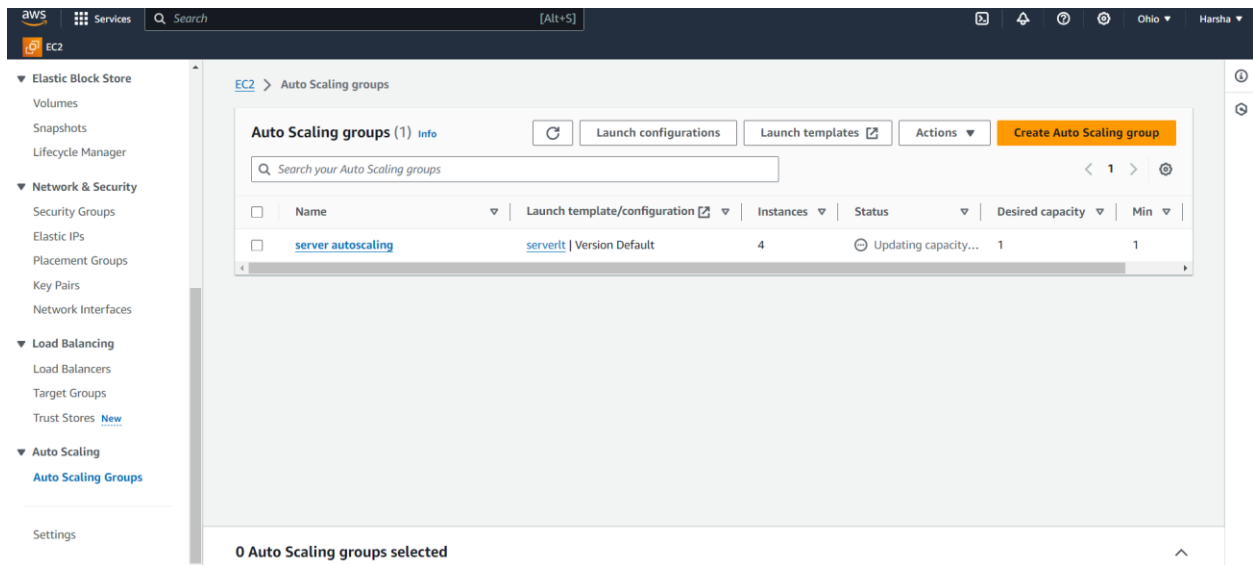 aws Services Search [Alt+S] Ohio Harsha
EC2
Elastic Block Store
Volumes
Snapshots
Lifecycle Manager
Network & Security
Security Groups
Elastic IPs
Placement Groups
Key Pairs
Network Interfaces
Load Balancing
Load Balancers
Target Groups
Trust Stores New
Auto Scaling
Auto Scaling Groups
Settings
EC2 > Auto Scaling groups
Auto Scaling groups (1) Info Launch configurations Launch templates Actions Create Auto Scaling group
Search your Auto Scaling groups < 1 >
Name Launch template/configuration Instances Status Desired capacity Min
server autoscaling serverlt | Version Default 4 Updating capacity... 1 1
0 Auto Scaling groups selected